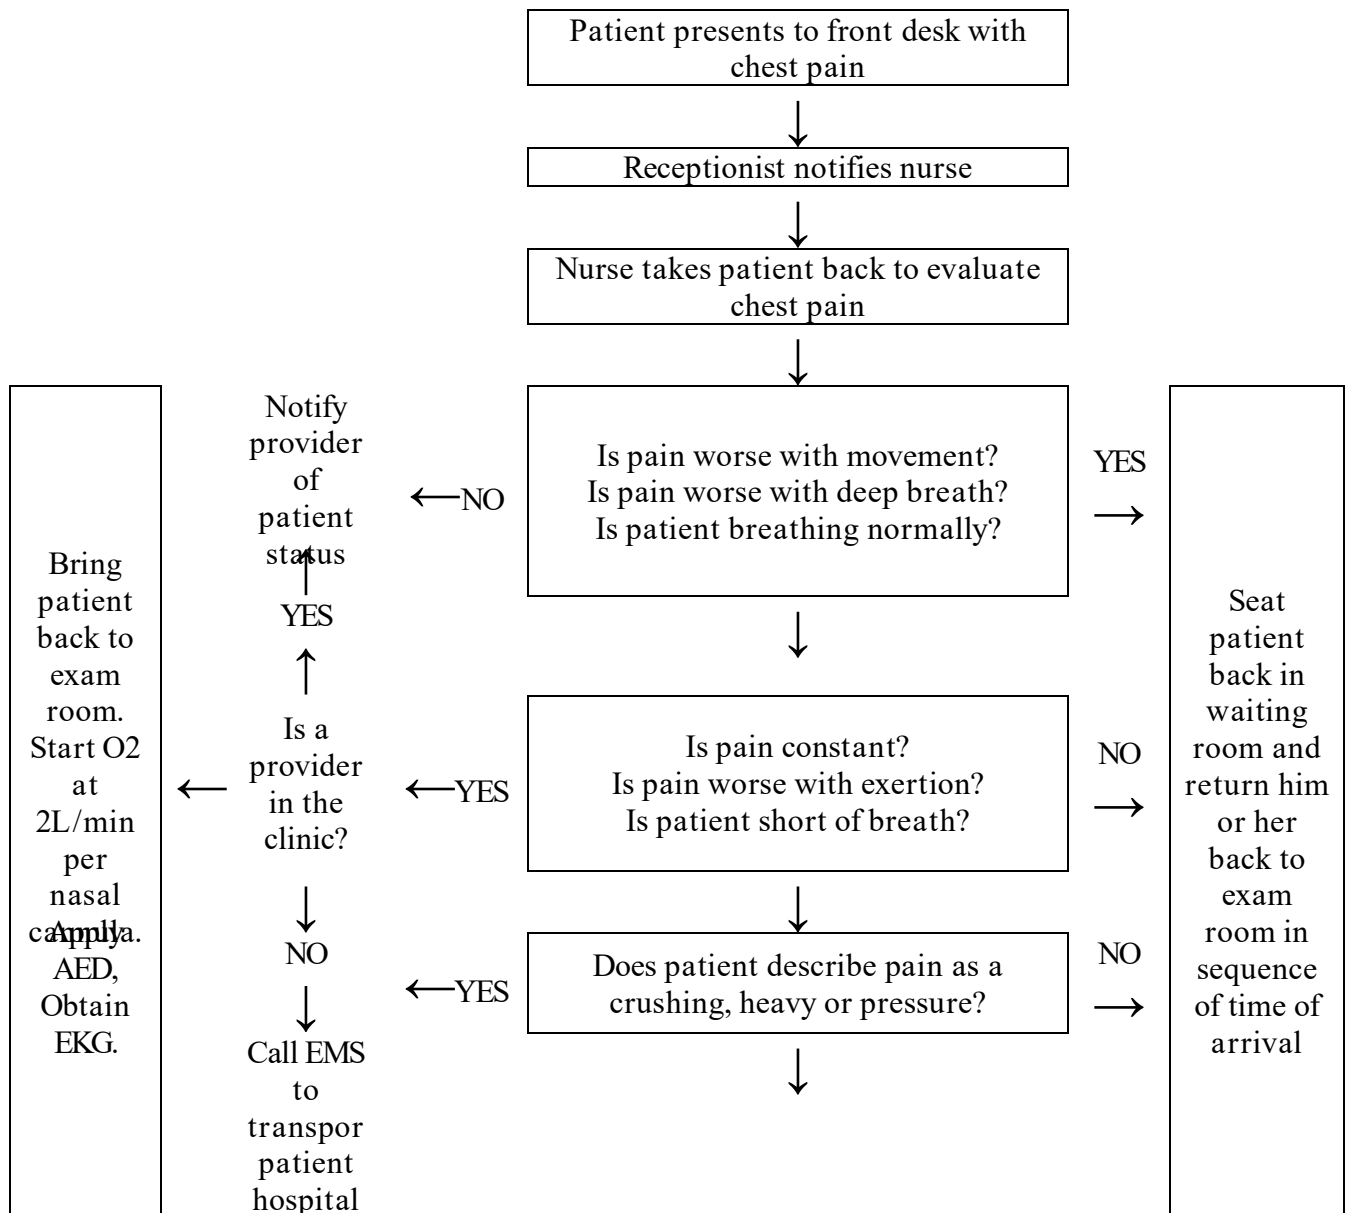 Patient presents to front desk with
chest pain
Receptionist notifies nurse
Nurse takes patient back to evaluate
chest pain
Is pain worse with movement?
Is pain worse with deep breath?
Is patient breathing normally?
YES
NO
Notify
provider
of
patient
status
YES
Is a
provider
in the
clinic?
NO
Call EMS
to
transpor
patient
hospital
Is pain constant?
Is pain worse with exertion?
Is patient short of breath?
NO
YES
Does patient describe pain as a
crushing, heavy or pressure?
NO
YES
Bring
patient
back to
exam
room.
Start O2
at
2L/min
per
nasal
cannula.
Apply
AED,
Obtain
EKG.
Seat
patient
back in
waiting
room and
return him
or her
back to
exam
room in
sequence
of time of
arrival